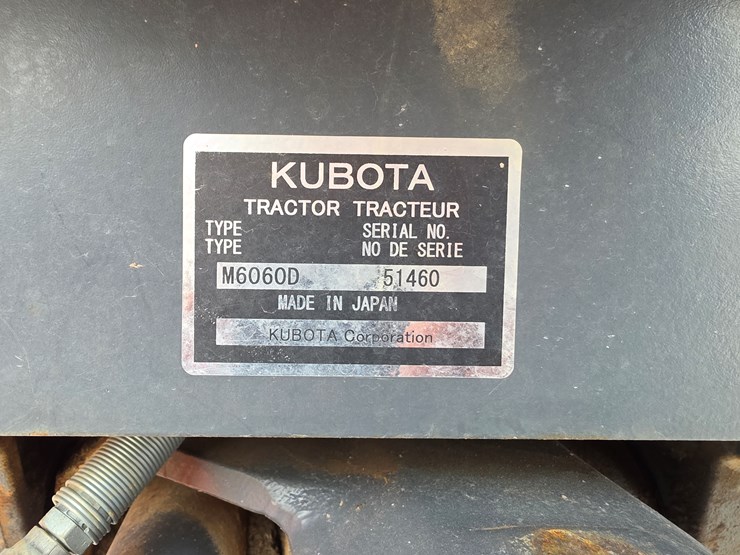 KUBOTA
TRACTOR TRACTEUR
TYPE SERIAL NO.
TYPE NO DE SERIE
M6060D 51460
MADE IN JAPAN
KUBOTA Corporation